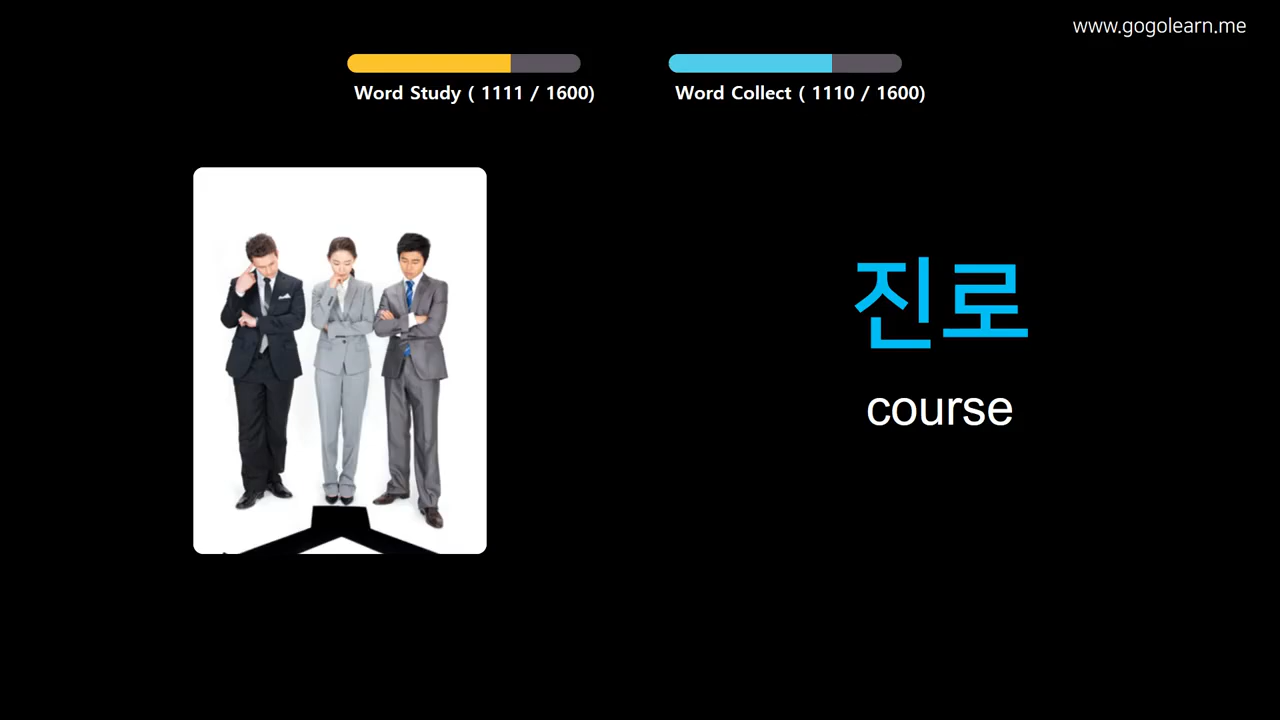 www.gogolearn.me
Word Study ( 1111 / 1600)
Word Collect ( 1110 / 1600)
진로
course